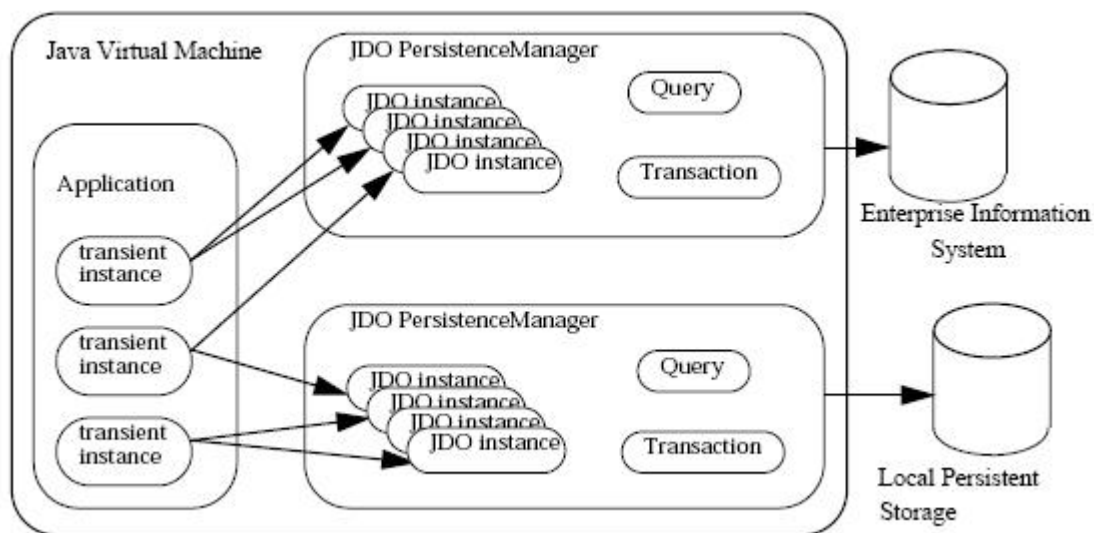 Java Virtual Machine
JDO PersistenceManager
JDO instance
JDO instance
JDO instance
JDO instance
Query
Transaction
Application
transient
instance
transient
instance
transient
instance
Enterprise Information
System
JDO PersistenceManager
JDO instance
JDO instance
JDO instance
JDO instance
Query
Transaction
Local Persistent
Storage